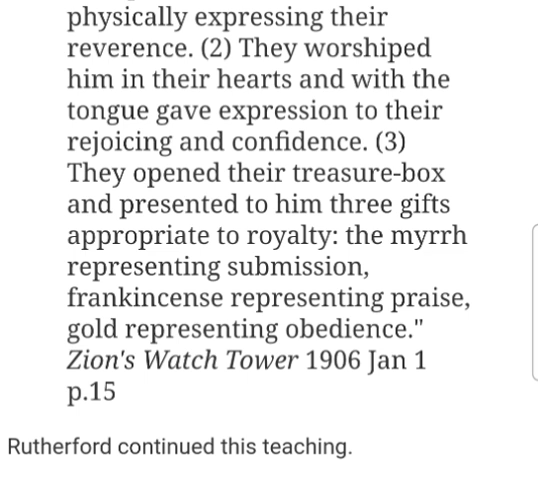 physically expressing their
reverence. (2) They worshiped
him in their hearts and with the
tongue gave expression to their
rejoicing and confidence. (3)
They opened their treasure-box
and presented to him three gifts
appropriate to royalty: the myrrh
representing submission,
frankincense representing praise,
gold representing obedience."
Zion's Watch Tower 1906 Jan 1
p.15
Rutherford continued this teaching.